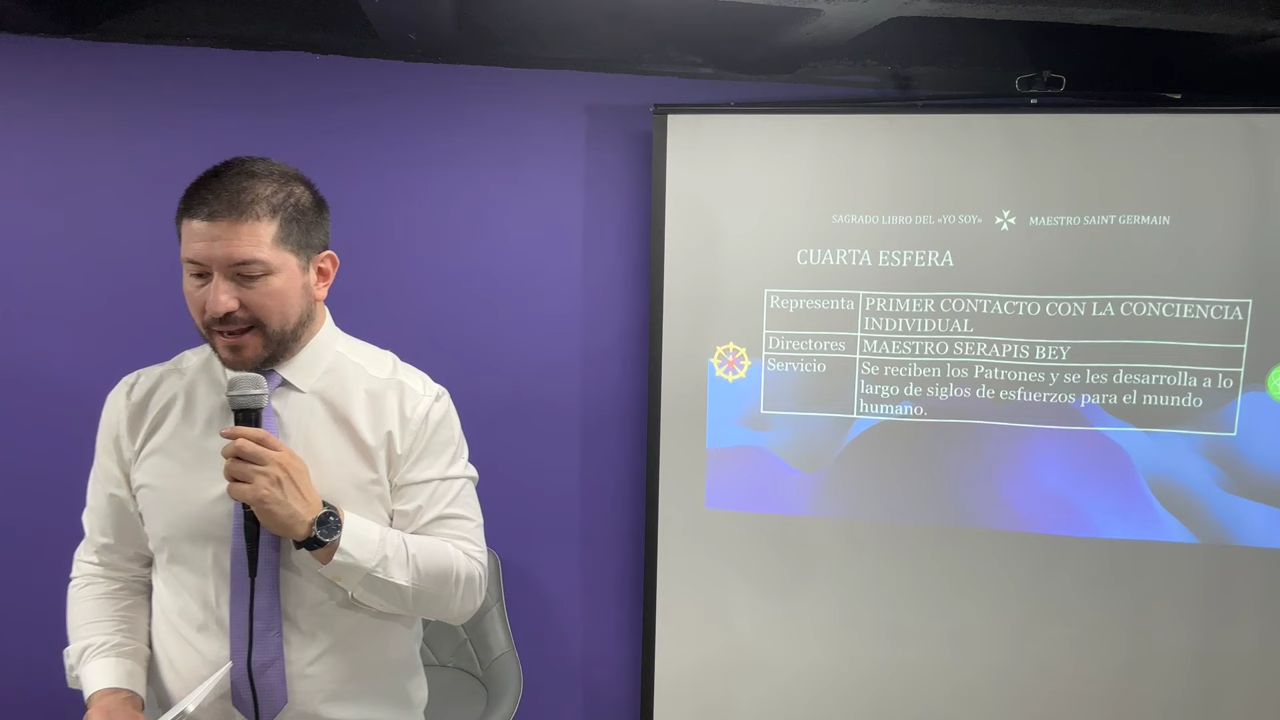 SAGRADO LIBRO DEL «YO SOY» MAESTRO SAINT GERMAIN
CUARTA ESFERA
Representa PRIMER CONTACTO CON LA CONCIENCIA
INDIVIDUAL
Directores MAESTRO SERAPIS BEY
Servicio Se reciben los Patrones y se les desarrolla a lo
largo de siglos de esfuerzos para el mundo
humano.